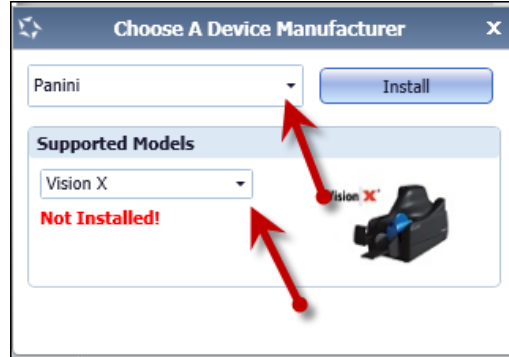 Choose A Device Manufacturer X
Panini Install
Supported Models
Vision X
Not Installed!
Vision X